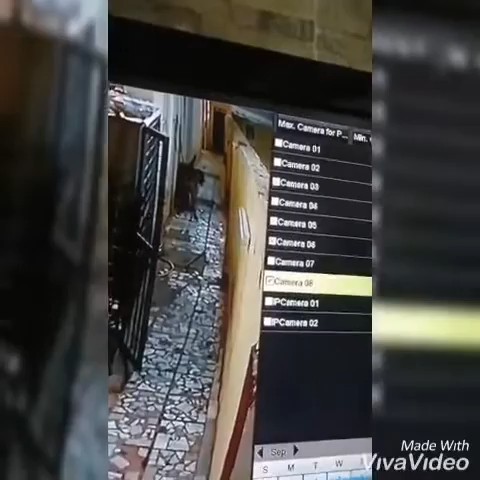 Max. Camera for P... Min.
Camera 01
Camera 02
Camera 03
Camera 04
Camera 05
Camera 06
Camera 07
Camera 08
IPCamera 01
IPCamera 02
Sep
S M T W
Made With
VivaVideo